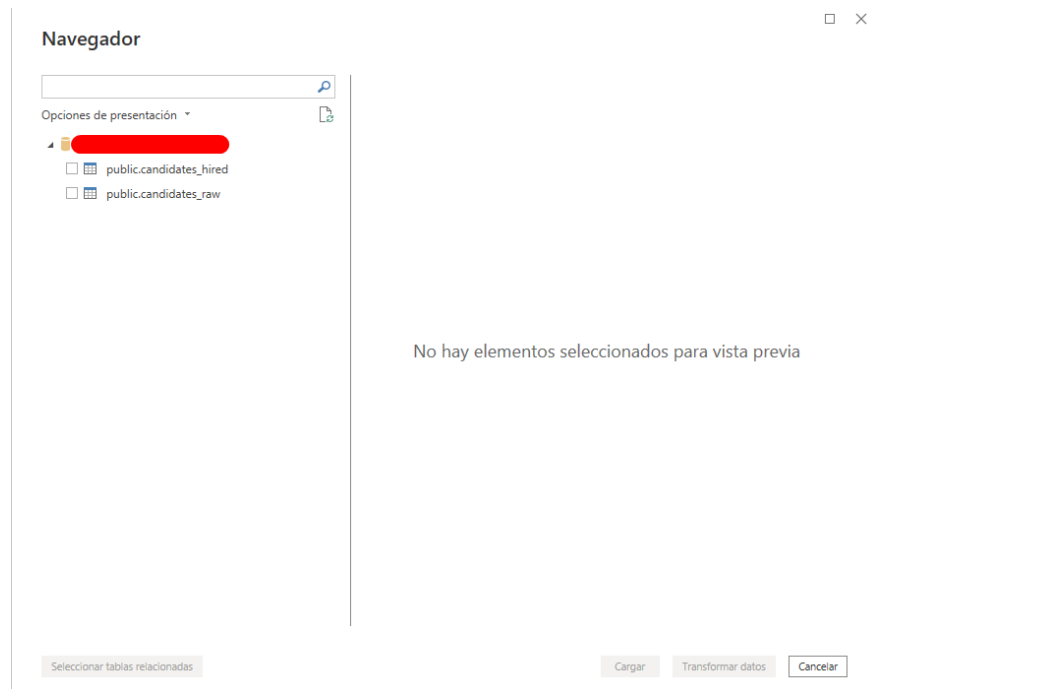 Navegador
Opciones de presentación
public.candidates_hired
public.candidates_raw
No hay elementos seleccionados para vista previa
Seleccionar tablas relacionadas
Cargar
Transformar datos
Cancelar